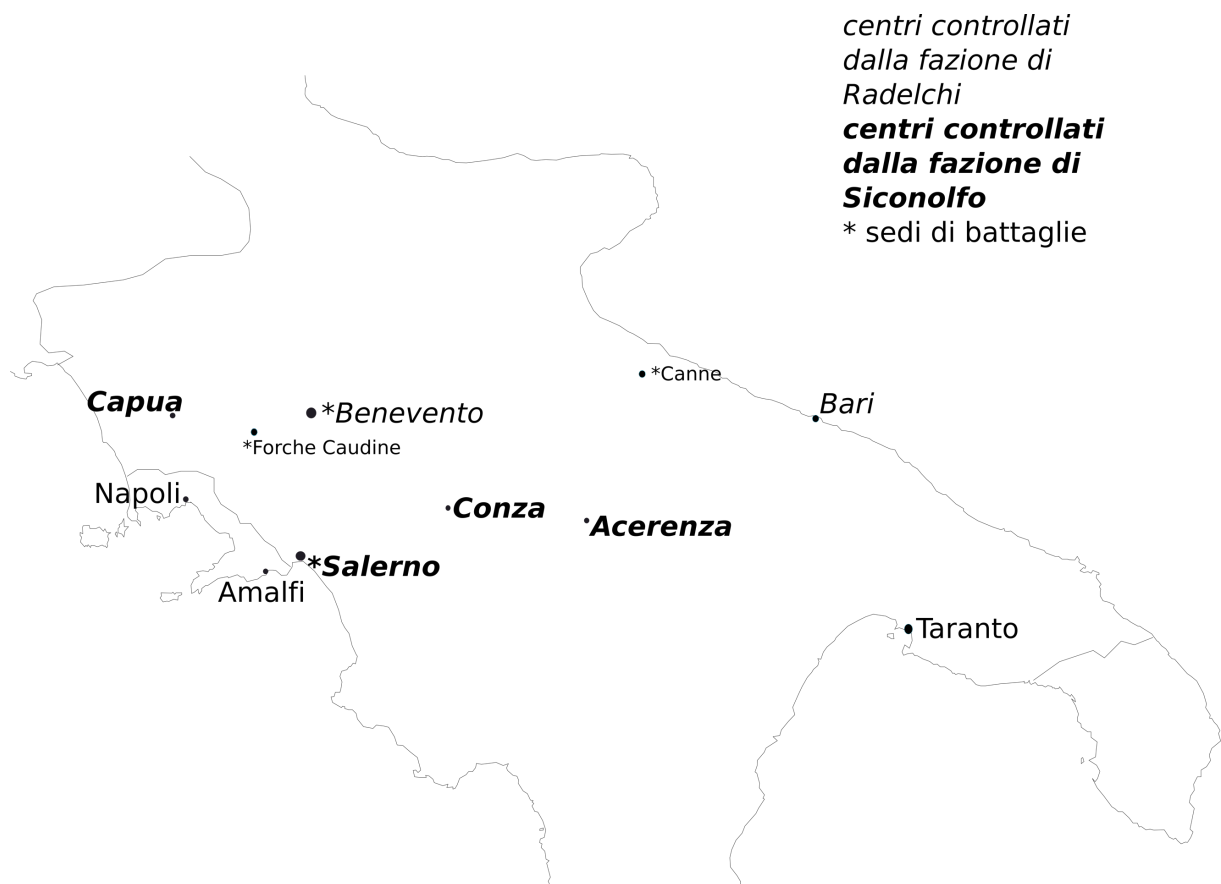 centri controllati
dalla fazione di
Radelchi
centri controllati
dalla fazione di
Siconolfo
* sedi di battaglie
*Canne
Capua
*Benevento
Bari
*Forche Caudine
Napoli
Conza
Acerenza
*Salerno
Amalfi
Taranto